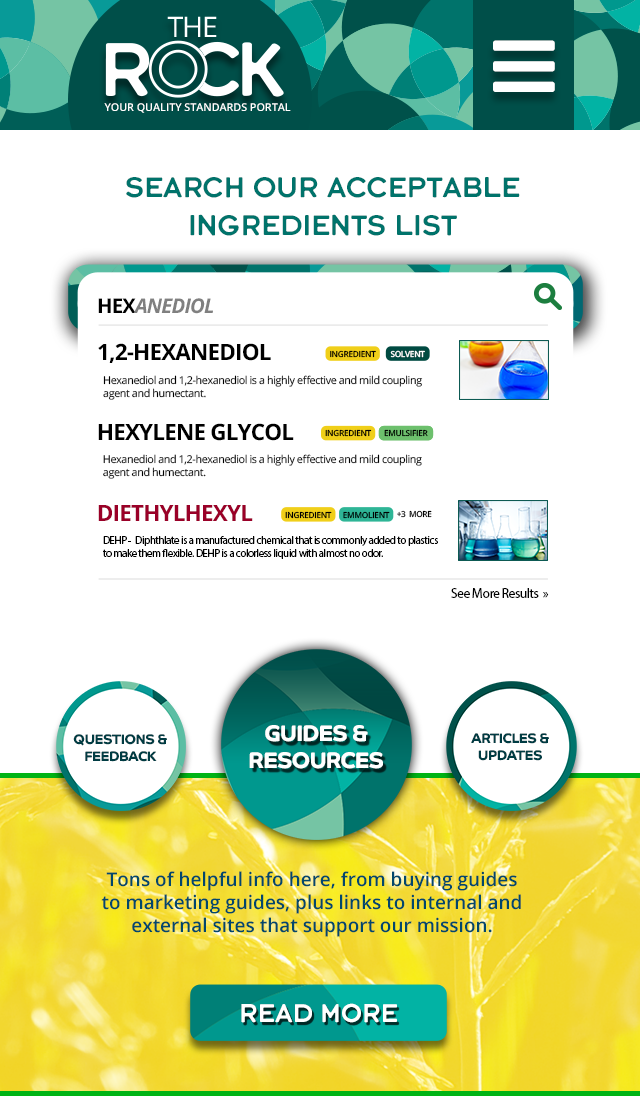 THE
ROCK
YOUR QUALITY STANDARDS PORTAL
SEARCH OUR ACCEPTABLE
INGREDIENTS LIST
HEXANEDIOL
1,2-HEXANEDIOL INGREDIENT SOLVENT
Hexanediol and 1,2-hexanediol is a highly effective and mild coupling
agent and humectant.
HEXYLENE GLYCOL INGREDIENT EMULSIFIER
Hexanediol and 1,2-hexanediol is a highly effective and mild coupling
agent and humectant.
DIETHYLHEXYL INGREDIENT EMMOLIENT +3 MORE
DEHP - Diphthlate is a manufactured chemical that is commonly added to plastics
to make them flexible. DEHP is a colorless liquid with almost no odor.
See More Results »
QUESTIONS &
FEEDBACK
GUIDES &
RESOURCES
ARTICLES &
UPDATES
Tons of helpful info here, from buying guides
to marketing guides, plus links to internal and
external sites that support our mission.
READ MORE